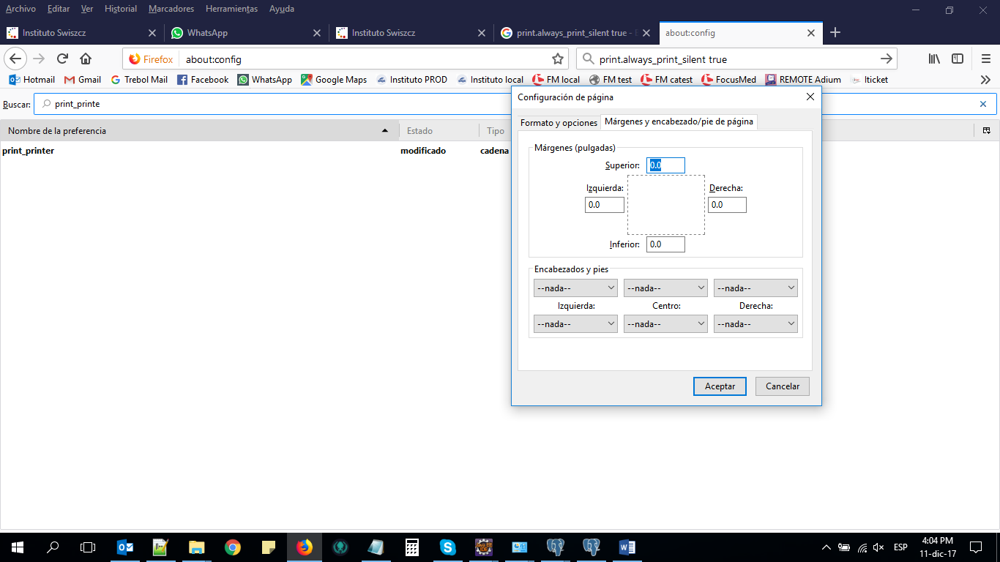 Archivo Editar Ver Historial Marcadores Herramientas Ayuda
Instituto Swiszcz WhatsApp Instituto Swiszcz print.always_print_silent true - about:config
Firefox about:config print.always_print_silent true
Hotmail Gmail Trebol Mail Facebook WhatsApp Google Maps Instituto PROD Instituto local FM local FM test FM catest FocusMed REMOTE Adium Iticket
Buscar: print_printe
Configuración de página
Nombre de la preferencia Estado Tipo
print_printer modificado cadena
Formato y opciones Márgenes y encabezado/pie de página
Márgenes (pulgadas)
Superior: 0.0
Izquierda: Derecha:
0.0 0.0
Inferior: 0.0
Encabezados y pies
--nada-- --nada-- --nada--
Izquierda: Centro: Derecha:
--nada-- --nada-- --nada--
Aceptar Cancelar
ESP 4:04 PM
11-dic-17